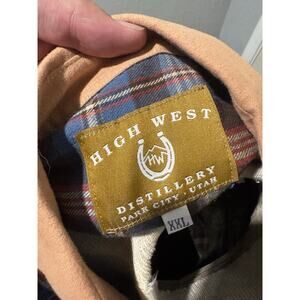 HIGH WEST
HW
DISTILLERY
PARK CITY • UTAH
XXL